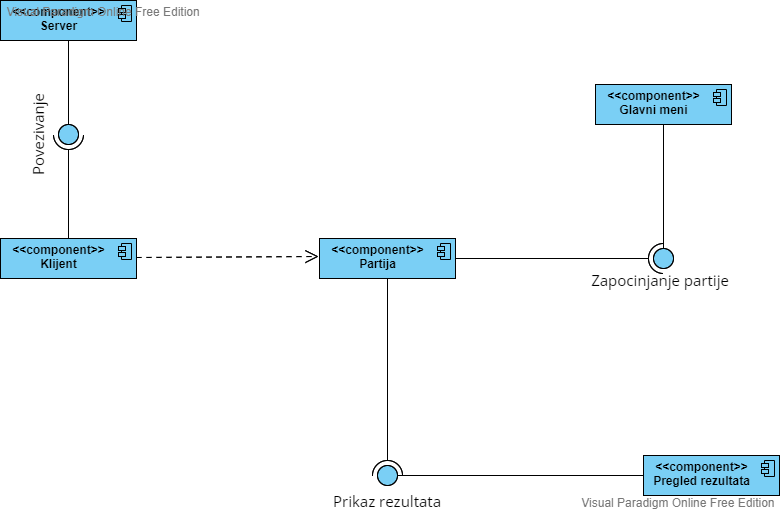 Visual Paradigm Online Free Edition
<<component>>
Server
Povezivanje
<<component>>
Glavni meni
<<component>>
Klijent
<<component>>
Partija
Zapocinjanje partije
<<component>>
Pregled rezultata
Prikaz rezultata
Visual Paradigm Online Free Edition